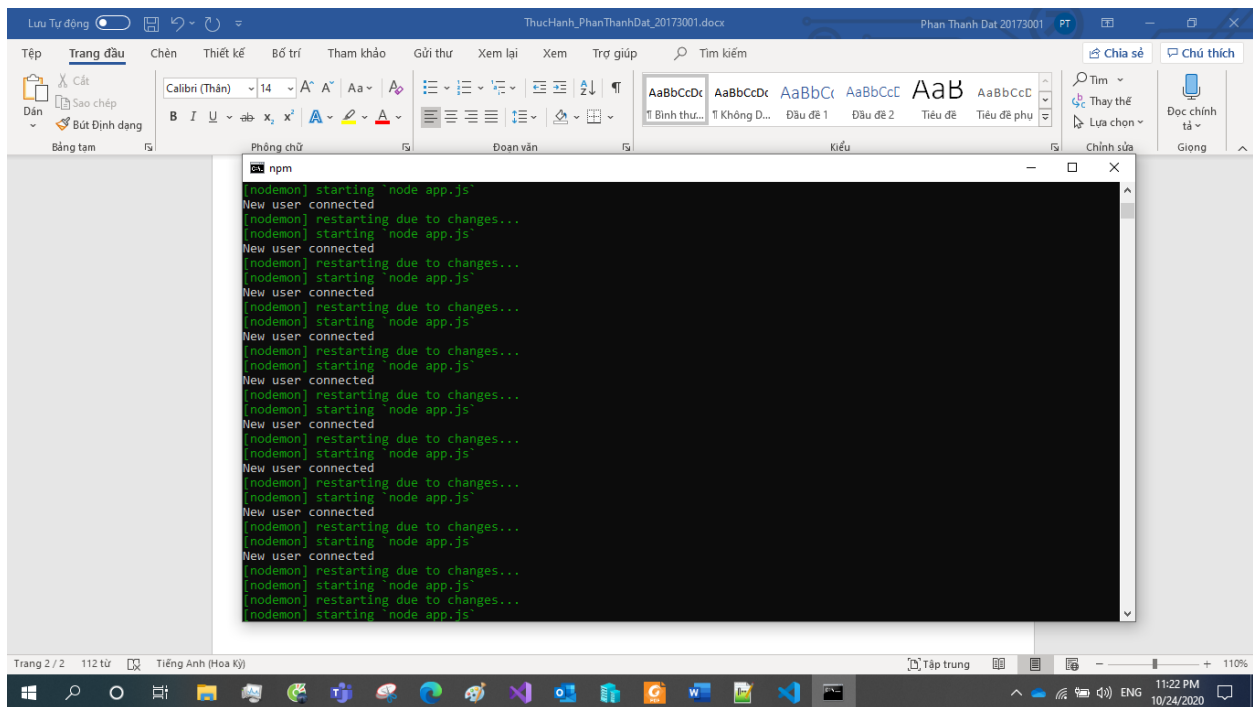 Lưu Tự động
ThucHanh_PhanThanhDat_20173001.docx
Phan Thanh Dat 20173001
PT
Tệp Trang đầu Chèn Thiết kế Bố trí Tham khảo Gửi thư Xem lại Xem Trợ giúp Tìm kiếm Chia sẻ Chú thích
Dán
Cắt
Sao chép
Bút Định dạng
Bảng tạm
Calibri (Thân) 14 A^ A˅ Aa A
B I U ab x₂ x² A A
Phông chữ
Đoạn văn
AaBbCcDc AaBbCcDc AaBbCc AaBbCcE AaB AaBbCcD
¶ Bình thư... ¶ Không D... Đầu đề 1 Đầu đề 2 Tiêu đề Tiêu đề phụ
Kiểu
Tìm
Thay thế
Lựa chọn
Chỉnh sửa
Đọc chính
tả
Giọng
npm
[nodemon] starting `node app.js`
New user connected
[nodemon] restarting due to changes...
[nodemon] starting `node app.js`
New user connected
[nodemon] restarting due to changes...
[nodemon] starting `node app.js`
New user connected
[nodemon] restarting due to changes...
[nodemon] starting `node app.js`
New user connected
[nodemon] restarting due to changes...
[nodemon] starting `node app.js`
New user connected
[nodemon] restarting due to changes...
[nodemon] starting `node app.js`
New user connected
[nodemon] restarting due to changes...
[nodemon] starting `node app.js`
New user connected
[nodemon] restarting due to changes...
[nodemon] starting `node app.js`
New user connected
[nodemon] restarting due to changes...
[nodemon] starting `node app.js`
New user connected
[nodemon] restarting due to changes...
[nodemon] starting `node app.js`
[nodemon] restarting due to changes...
[nodemon] starting `node app.js`
Trang 2/2 112 từ Tiếng Anh (Hoa Kỳ) Tập trung 110%
ENG
11:22 PM
10/24/2020